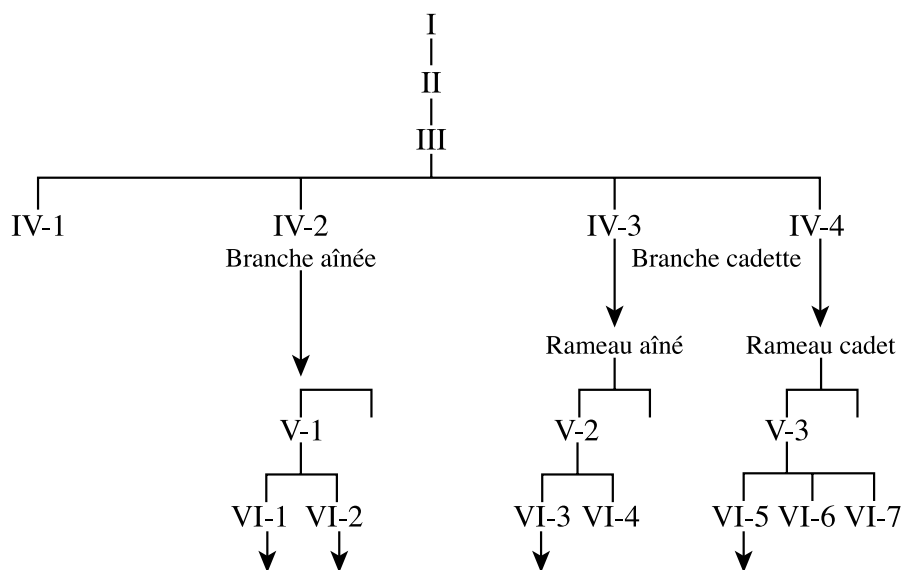 I
II
III
IV-1 IV-2 IV-3 IV-4
Branche aînée Branche cadette
Rameau aîné Rameau cadet
V-1 V-2 V-3
VI-1 VI-2 VI-3 VI-4 VI-5 VI-6 VI-7